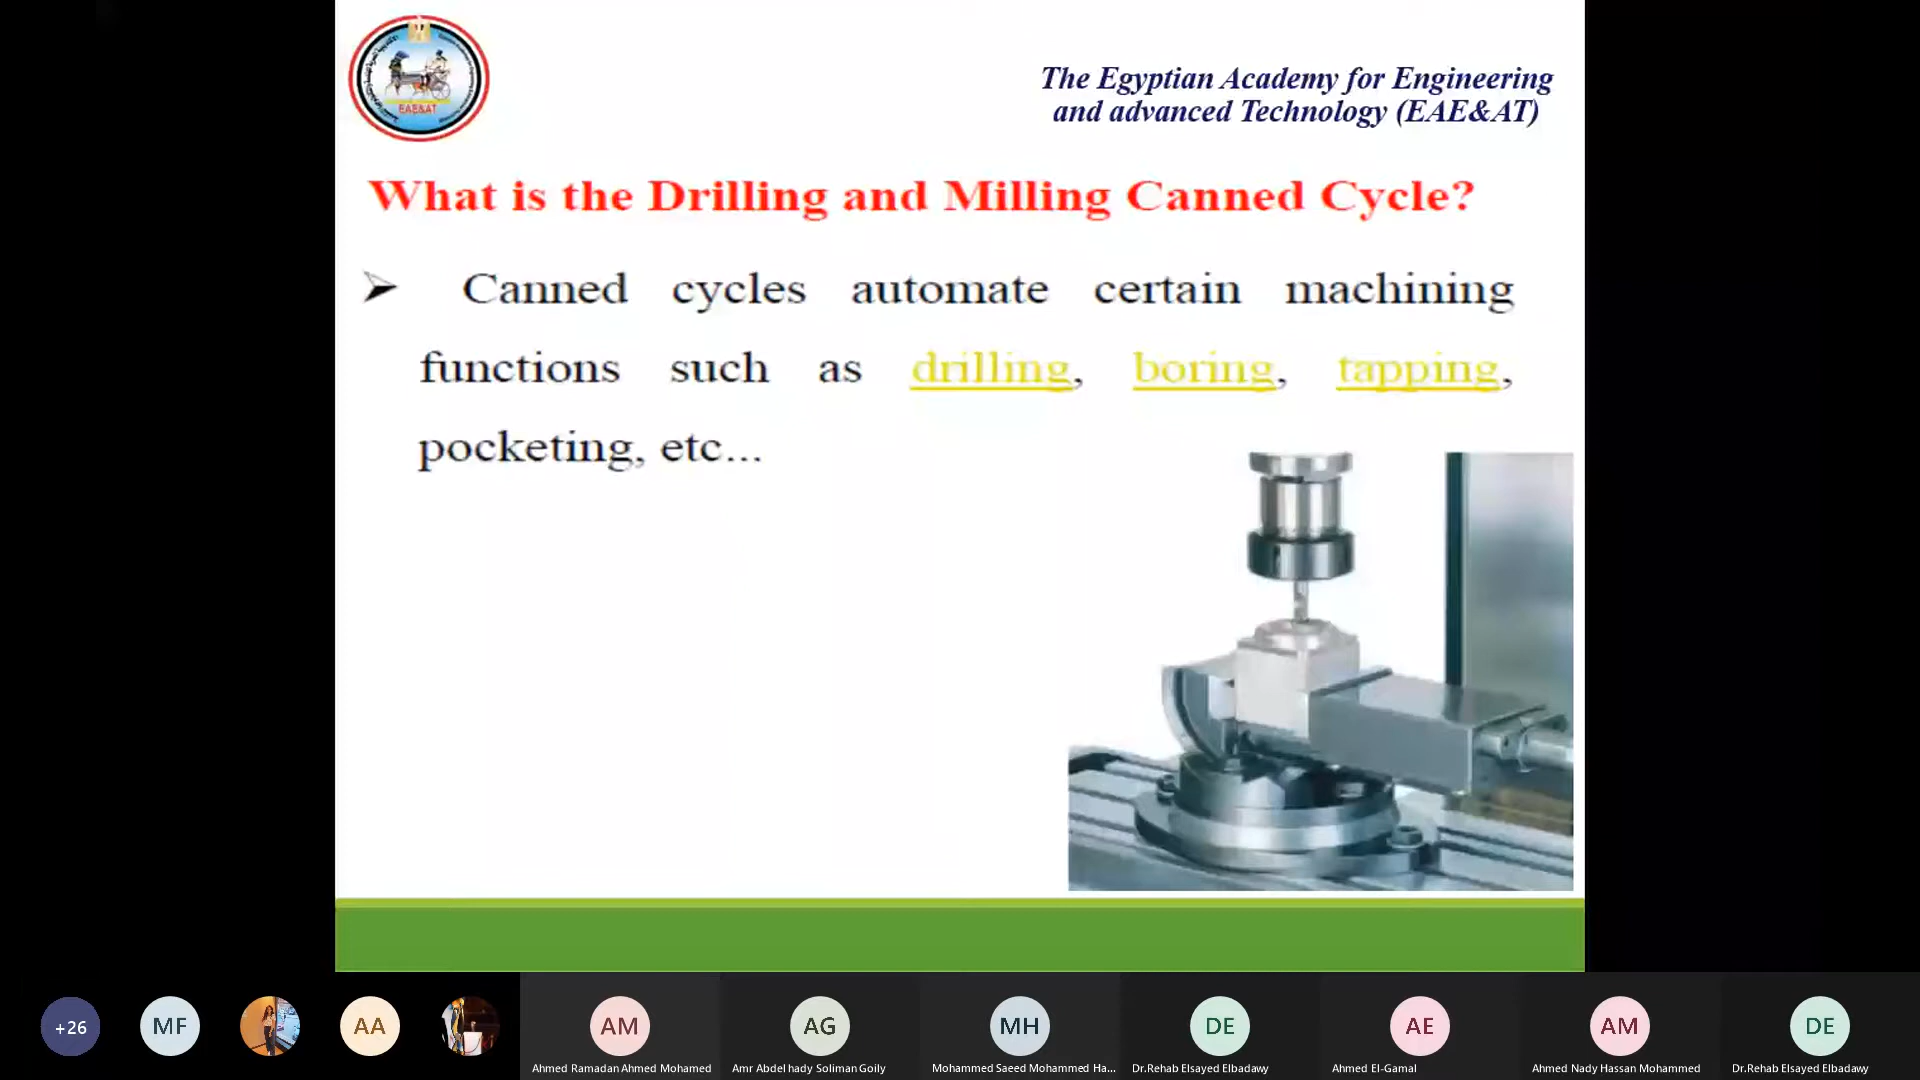 EAE&AT
The Egyptian Academy for Engineering
and advanced Technology (EAE&AT)
What is the Drilling and Milling Canned Cycle?
➢ Canned cycles automate certain machining
functions such as drilling, boring, tapping,
pocketing, etc...
+26
MF
AA
AM
AG
MH
DE
AE
AM
DE
Ahmed Ramadan Ahmed Mohamed
Amr Abdel hady Soliman Goily
Mohammed Saeed Mohammed Ha...
Dr.Rehab Elsayed Elbadawy
Ahmed El-Gamal
Ahmed Nady Hassan Mohammed
Dr.Rehab Elsayed Elbadawy